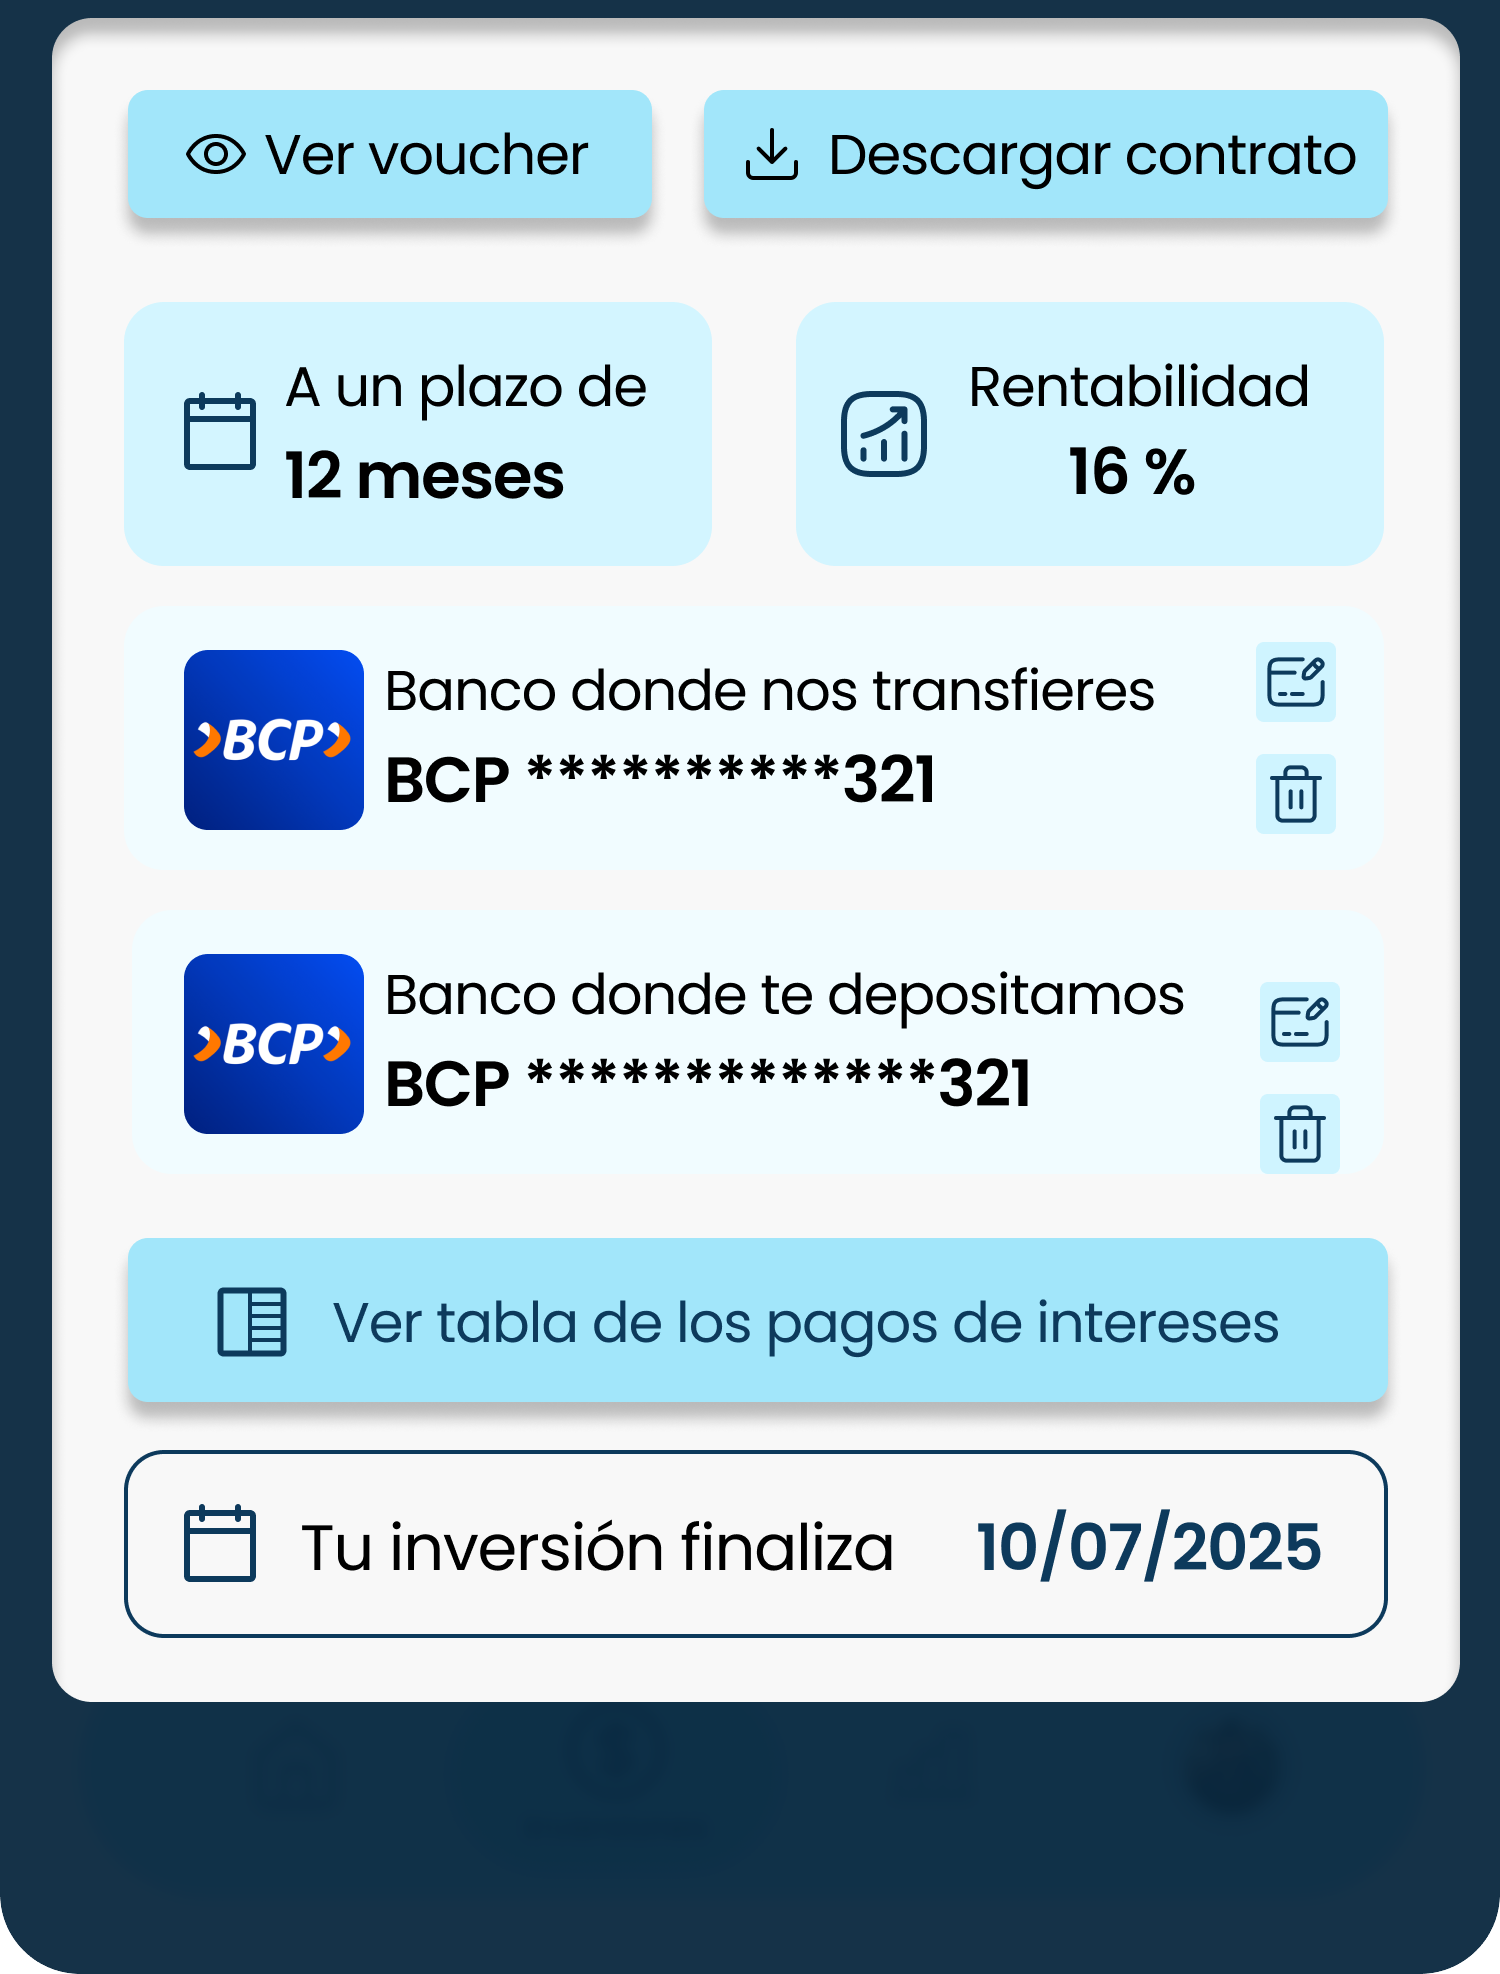 Ver voucher
Descargar contrato
A un plazo de
12 meses
Rentabilidad
16 %
BCP
Banco donde nos transfieres
BCP **********321
BCP
Banco donde te depositamos
BCP *************321
Ver tabla de los pagos de intereses
Tu inversión finaliza 10/07/2025